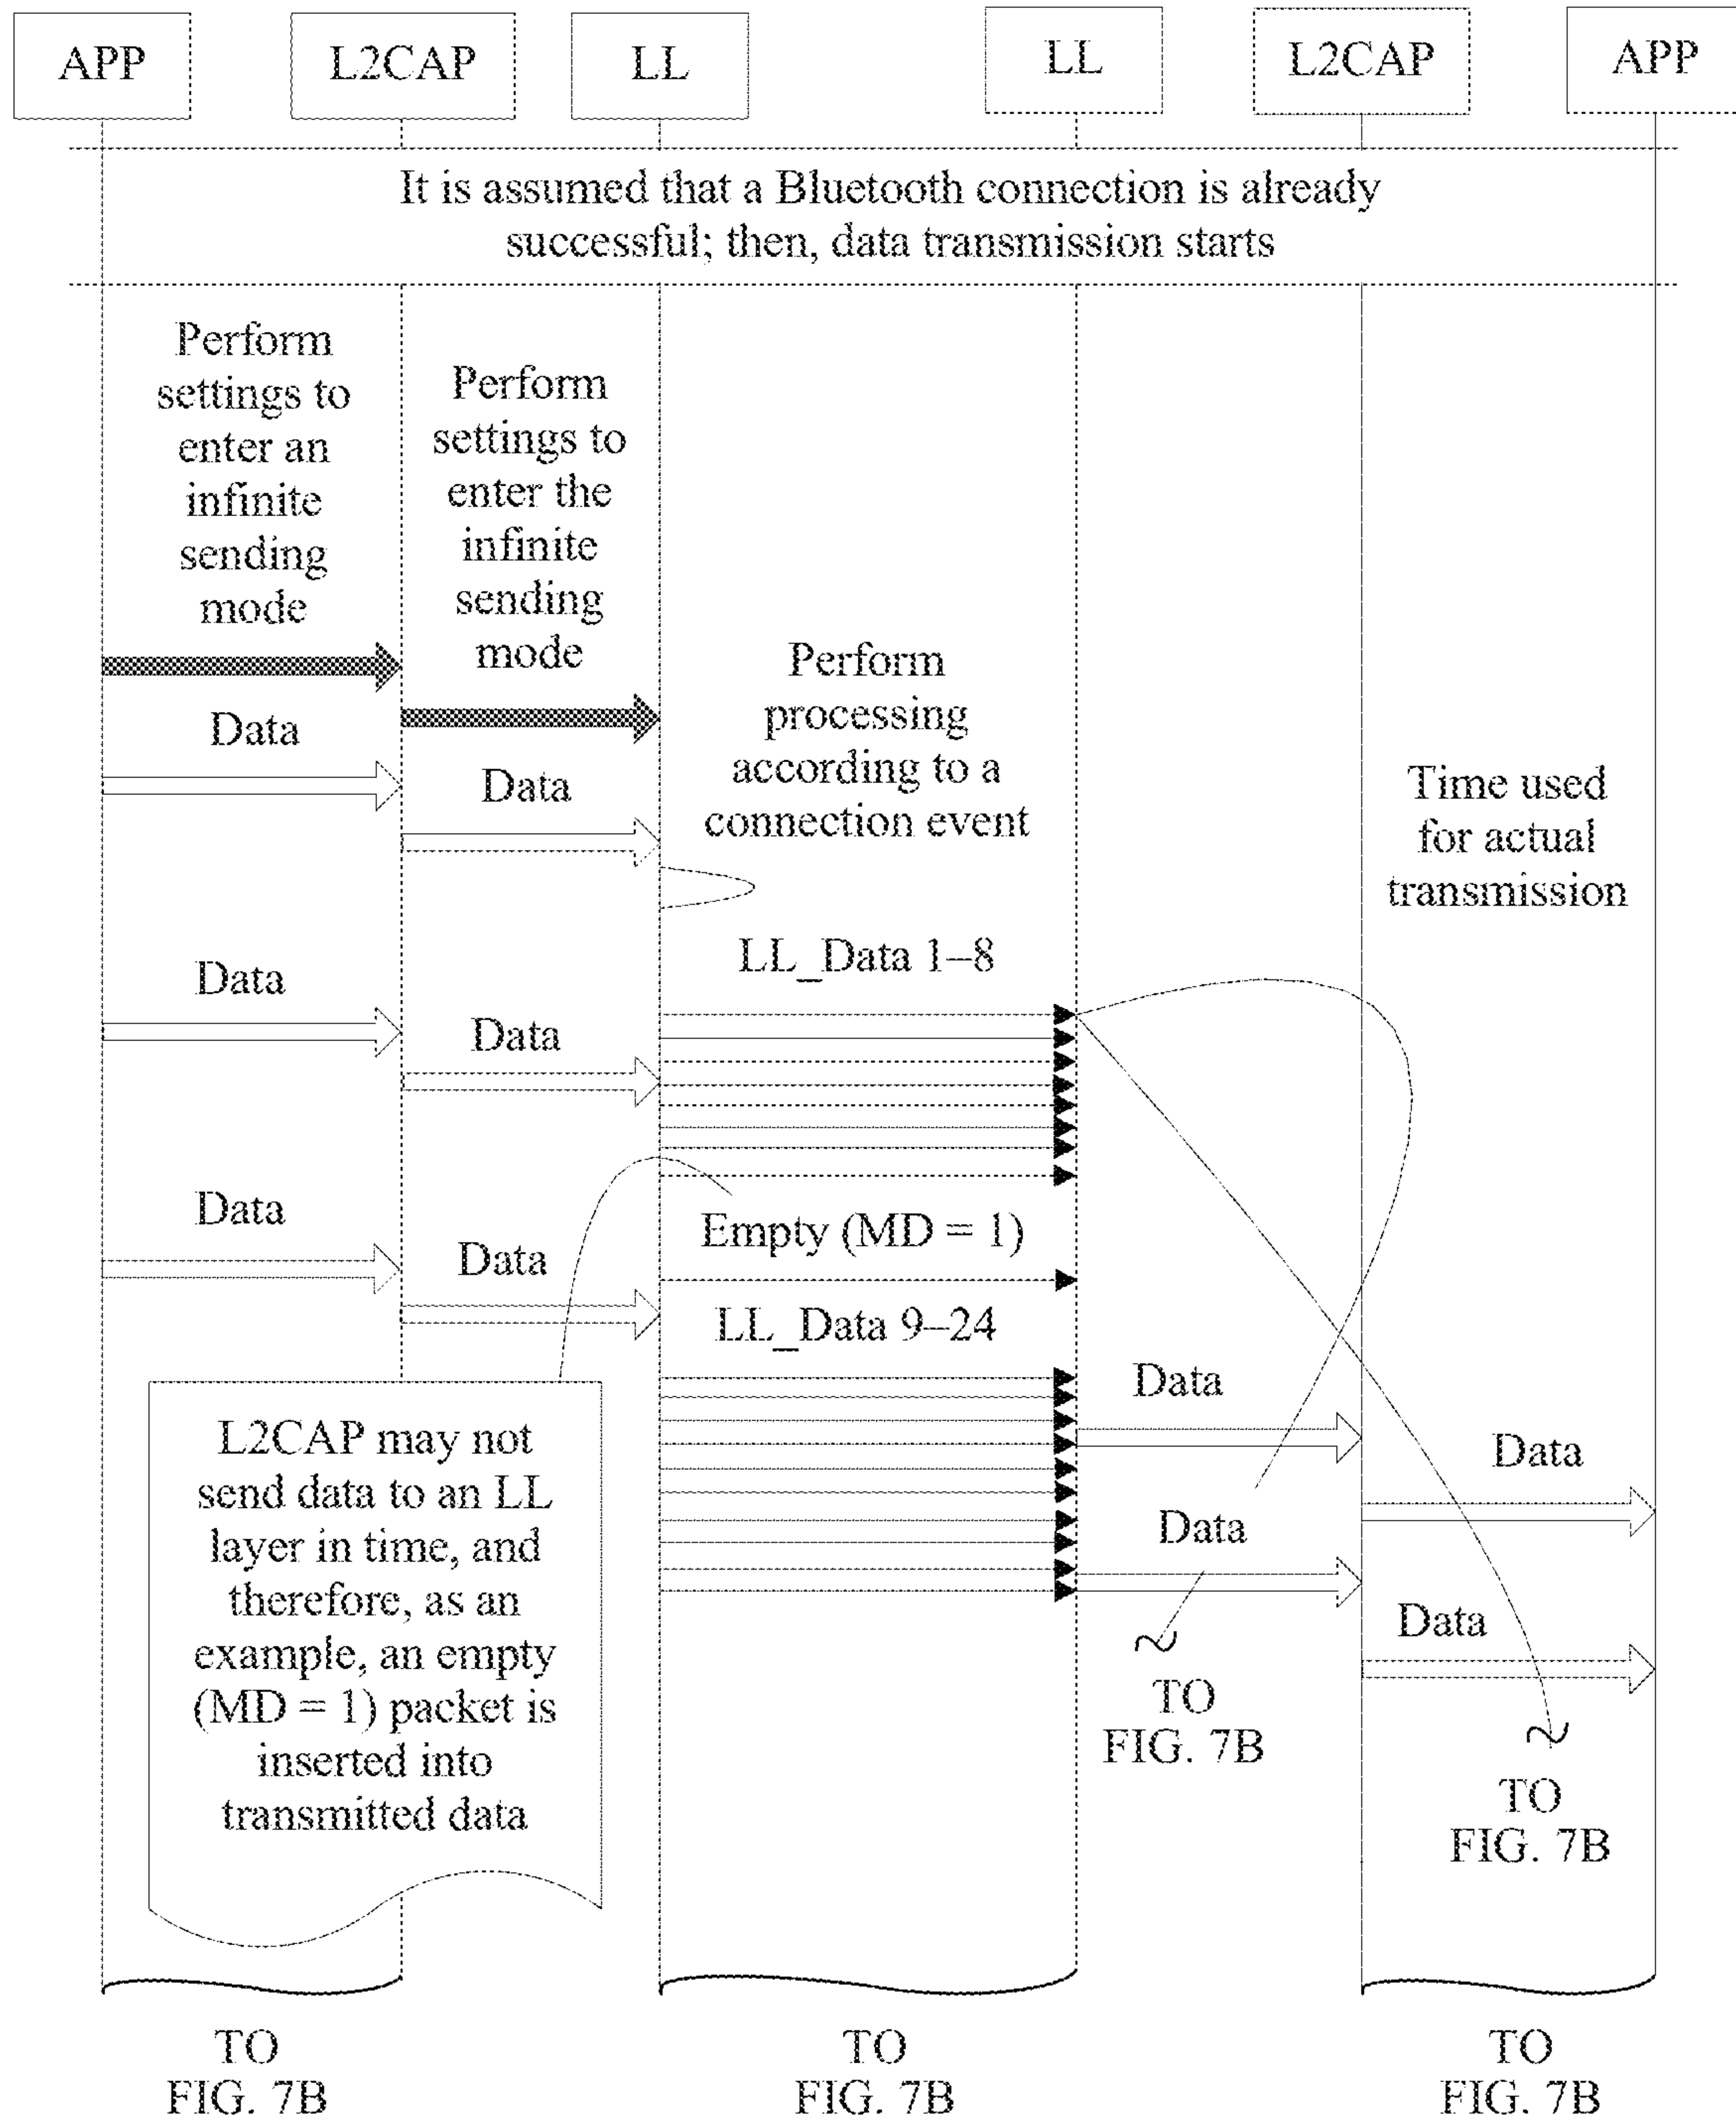 APP
L2CAP
LL
LL
L2CAP
APP
It is assumed that a Bluetooth connection is already
successful; then, data transmission starts
Perform
settings to
enter an
infinite
sending
mode
Perform
settings to
enter the
infinite
sending
mode
Perform
processing
according to a
connection event
Time used
for actual
transmission
Data
Data
LL_Data 1–8
Data
Data
Data
Data
Empty (MD = 1)
LL_Data 9–24
L2CAP may not
send data to an LL
layer in time, and
therefore, as an
example, an empty
(MD = 1) packet is
inserted into
transmitted data
Data
Data
Data
Data
TO
FIG. 7B
TO
FIG. 7B
TO
FIG. 7B
TO
FIG. 7B
TO
FIG. 7B